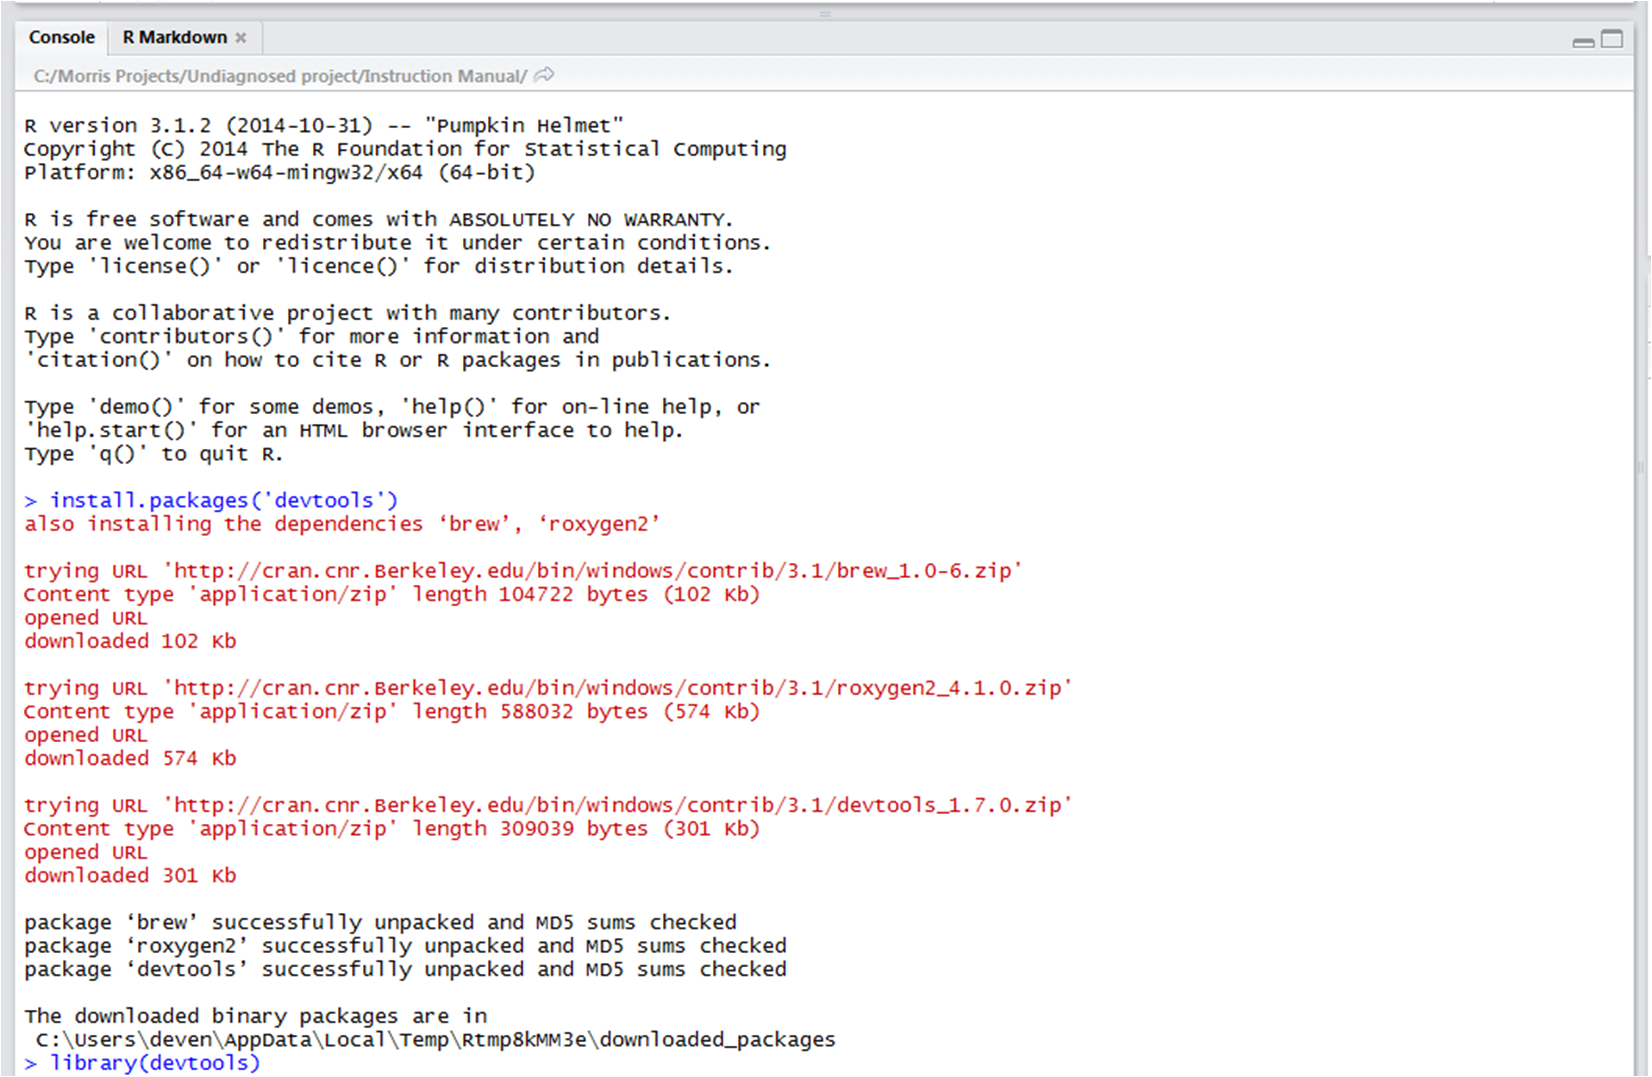 Console R Markdown
C:/Morris Projects/Undiagnosed project/Instruction Manual/
R version 3.1.2 (2014-10-31) -- "Pumpkin Helmet"
Copyright (C) 2014 The R Foundation for Statistical Computing
Platform: x86_64-w64-mingw32/x64 (64-bit)
R is free software and comes with ABSOLUTELY NO WARRANTY.
You are welcome to redistribute it under certain conditions.
Type 'license()' or 'licence()' for distribution details.
R is a collaborative project with many contributors.
Type 'contributors()' for more information and
'citation()' on how to cite R or R packages in publications.
Type 'demo()' for some demos, 'help()' for on-line help, or
'help.start()' for an HTML browser interface to help.
Type 'q()' to quit R.
> install.packages('devtools')
also installing the dependencies ‘brew’, ‘roxygen2’
trying URL 'http://cran.cnr.Berkeley.edu/bin/windows/contrib/3.1/brew_1.0-6.zip'
Content type 'application/zip' length 104722 bytes (102 Kb)
opened URL
downloaded 102 Kb
trying URL 'http://cran.cnr.Berkeley.edu/bin/windows/contrib/3.1/roxygen2_4.1.0.zip'
Content type 'application/zip' length 588032 bytes (574 Kb)
opened URL
downloaded 574 Kb
trying URL 'http://cran.cnr.Berkeley.edu/bin/windows/contrib/3.1/devtools_1.7.0.zip'
Content type 'application/zip' length 309039 bytes (301 Kb)
opened URL
downloaded 301 Kb
package ‘brew’ successfully unpacked and MD5 sums checked
package ‘roxygen2’ successfully unpacked and MD5 sums checked
package ‘devtools’ successfully unpacked and MD5 sums checked
The downloaded binary packages are in
C:\Users\deven\AppData\Local\Temp\Rtmp8kMM3e\downloaded_packages
> library(devtools)